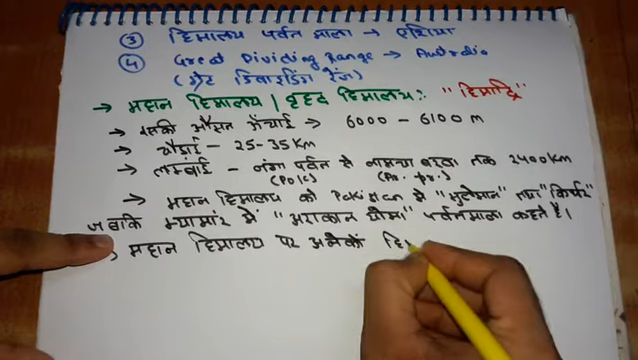 ③ हिमालय पर्वत माला → एशिया
④ Great Dividing Range → Australia
(ग्रेट डिवाइडिंग रेंज)
→ महान हिमालय | वृहद हिमालय:- "हिमाद्रि"
→ इसकी औसत ऊँचाई → 6000 - 6100 m
→ चौड़ाई - 25-35 Km
→ लम्बाई - नंगा पर्वत से नामचा बरवा तक 2400 Km
(PoK) (Ar. pr.)
→ महान हिमालय को Pakistan में "सुलेमान" तथा "किर्थर"
जबकि म्यांमार में "अराकान योमा" पर्वतमाला कहते है।
महान हिमालय पर अनेकों हि